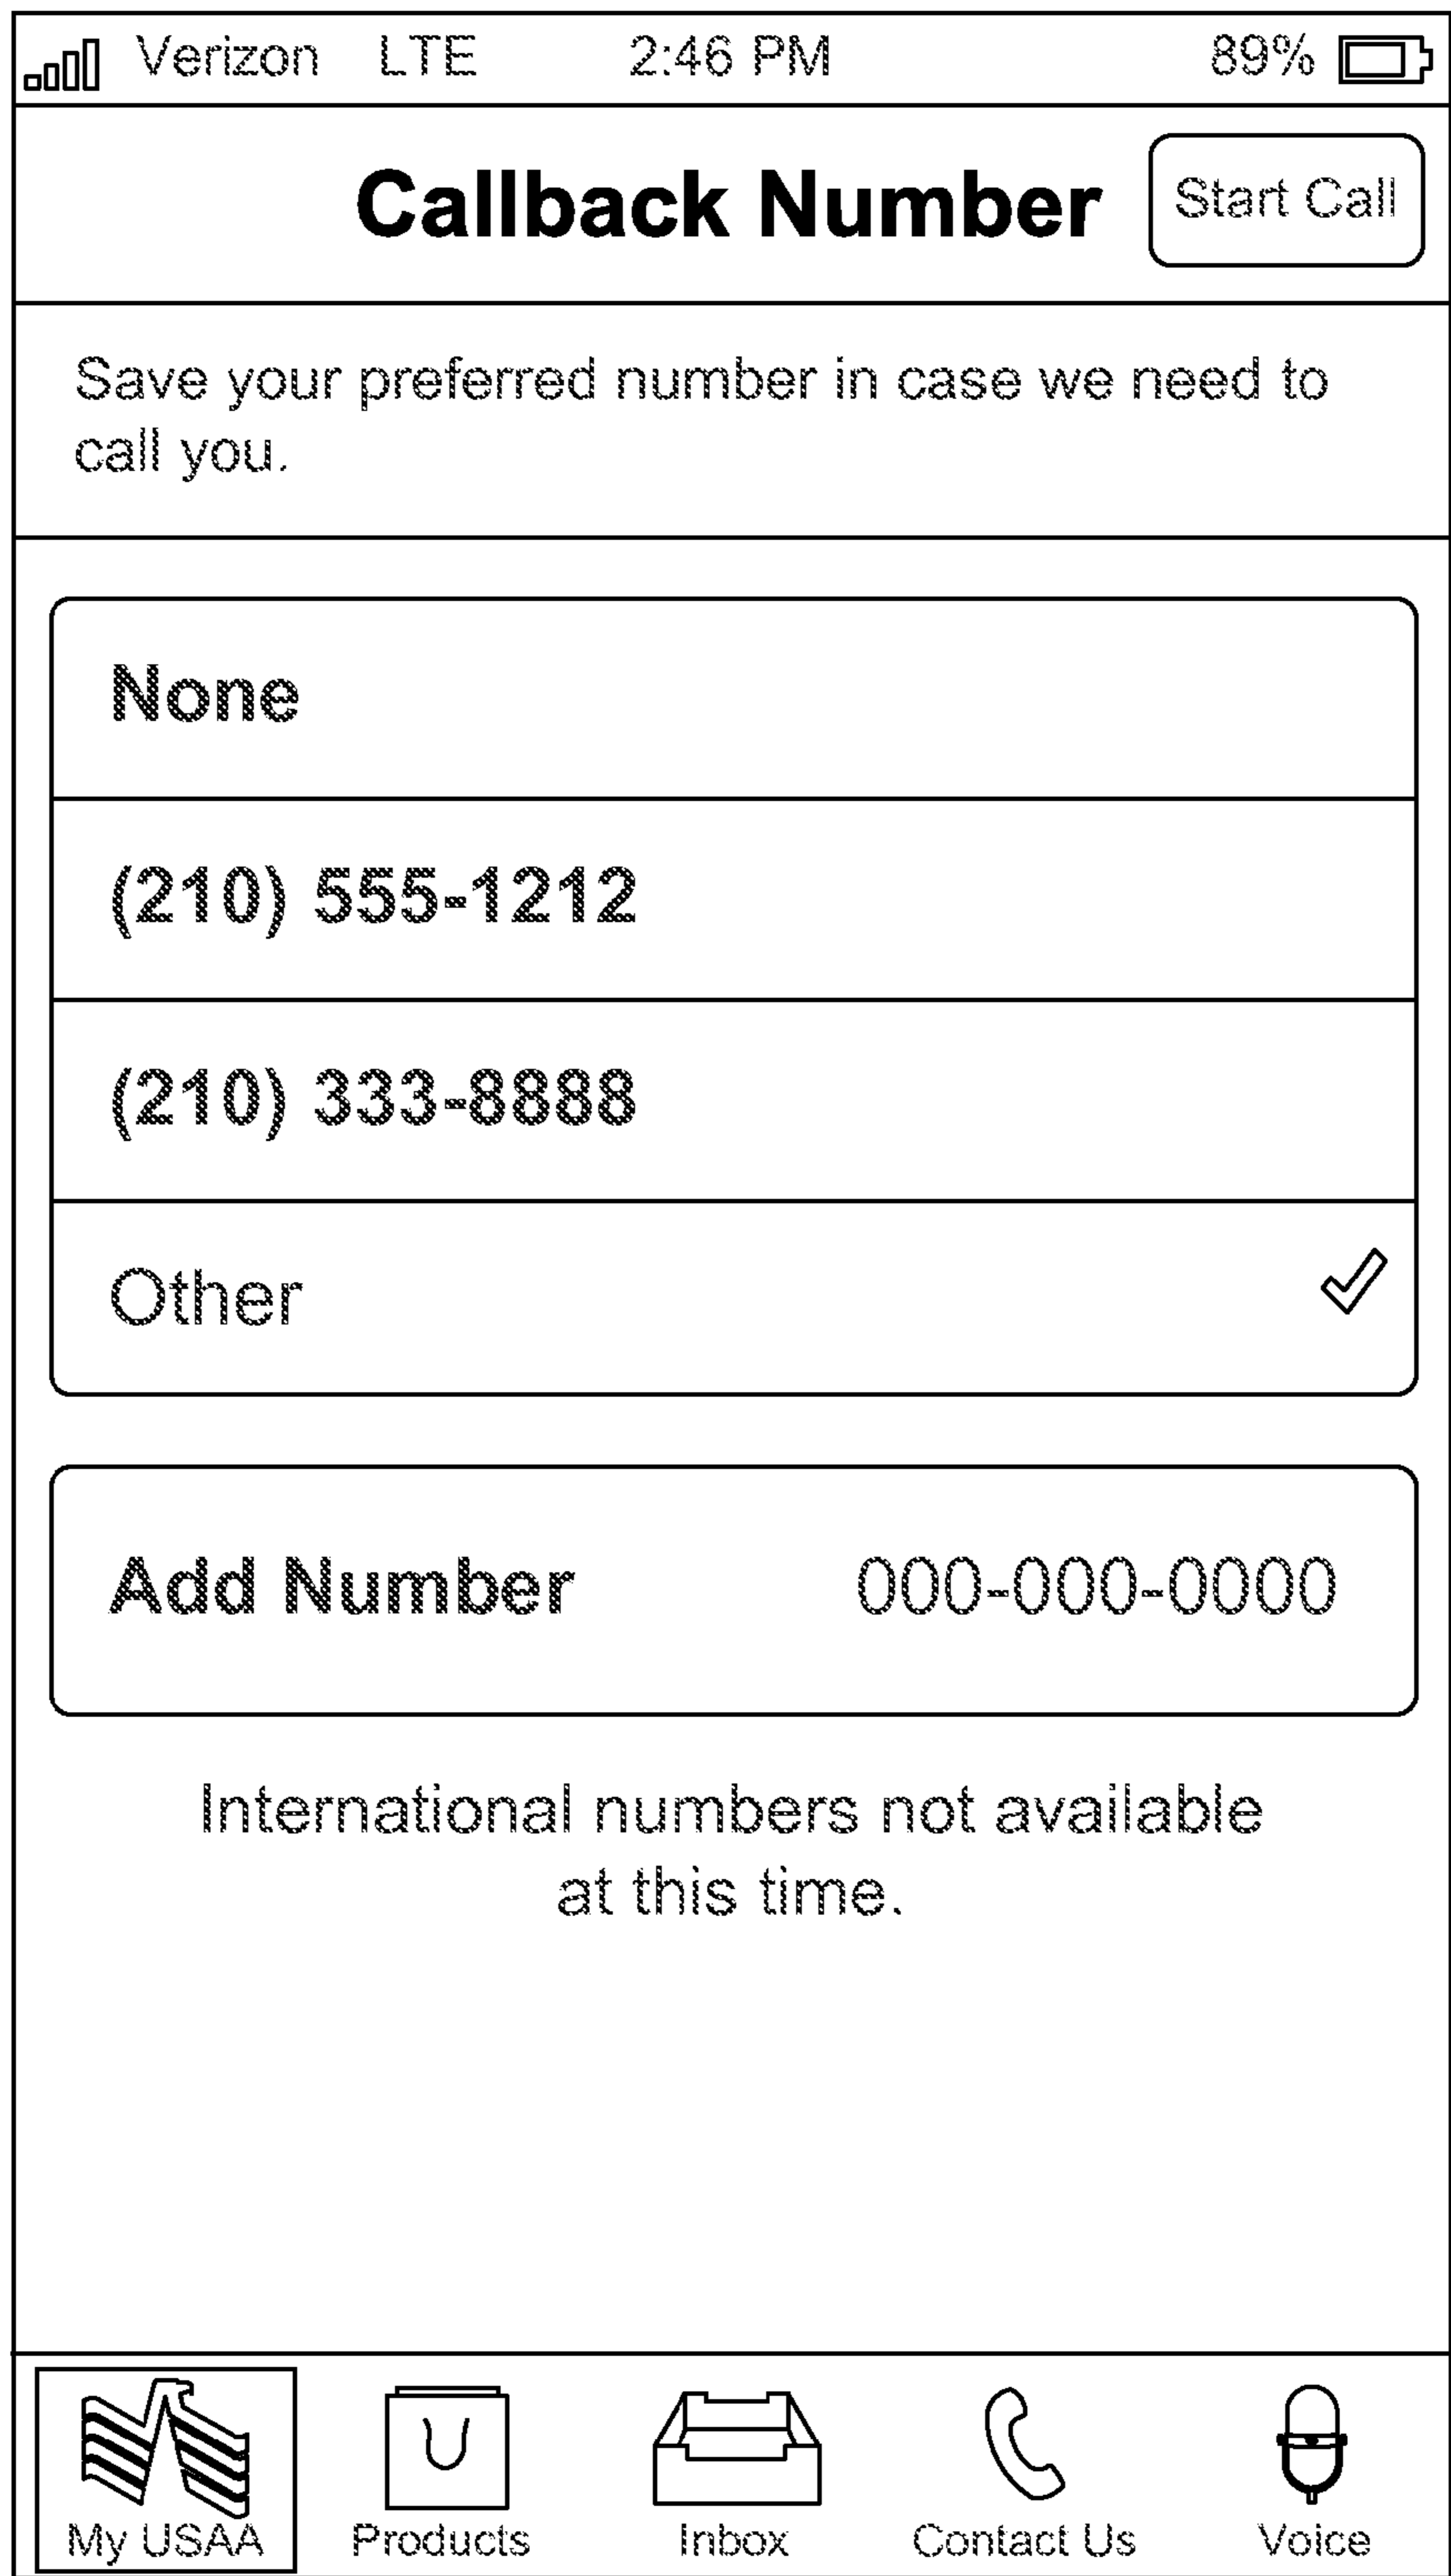 Verizon LTE 2:46 PM 89%
Callback Number Start Call
Save your preferred number in case we need to
call you.
None
(210) 555-1212
(210) 333-8888
Other
Add Number 000-000-0000
International numbers not available
at this time.
My USAA Products Inbox Contact Us Voice